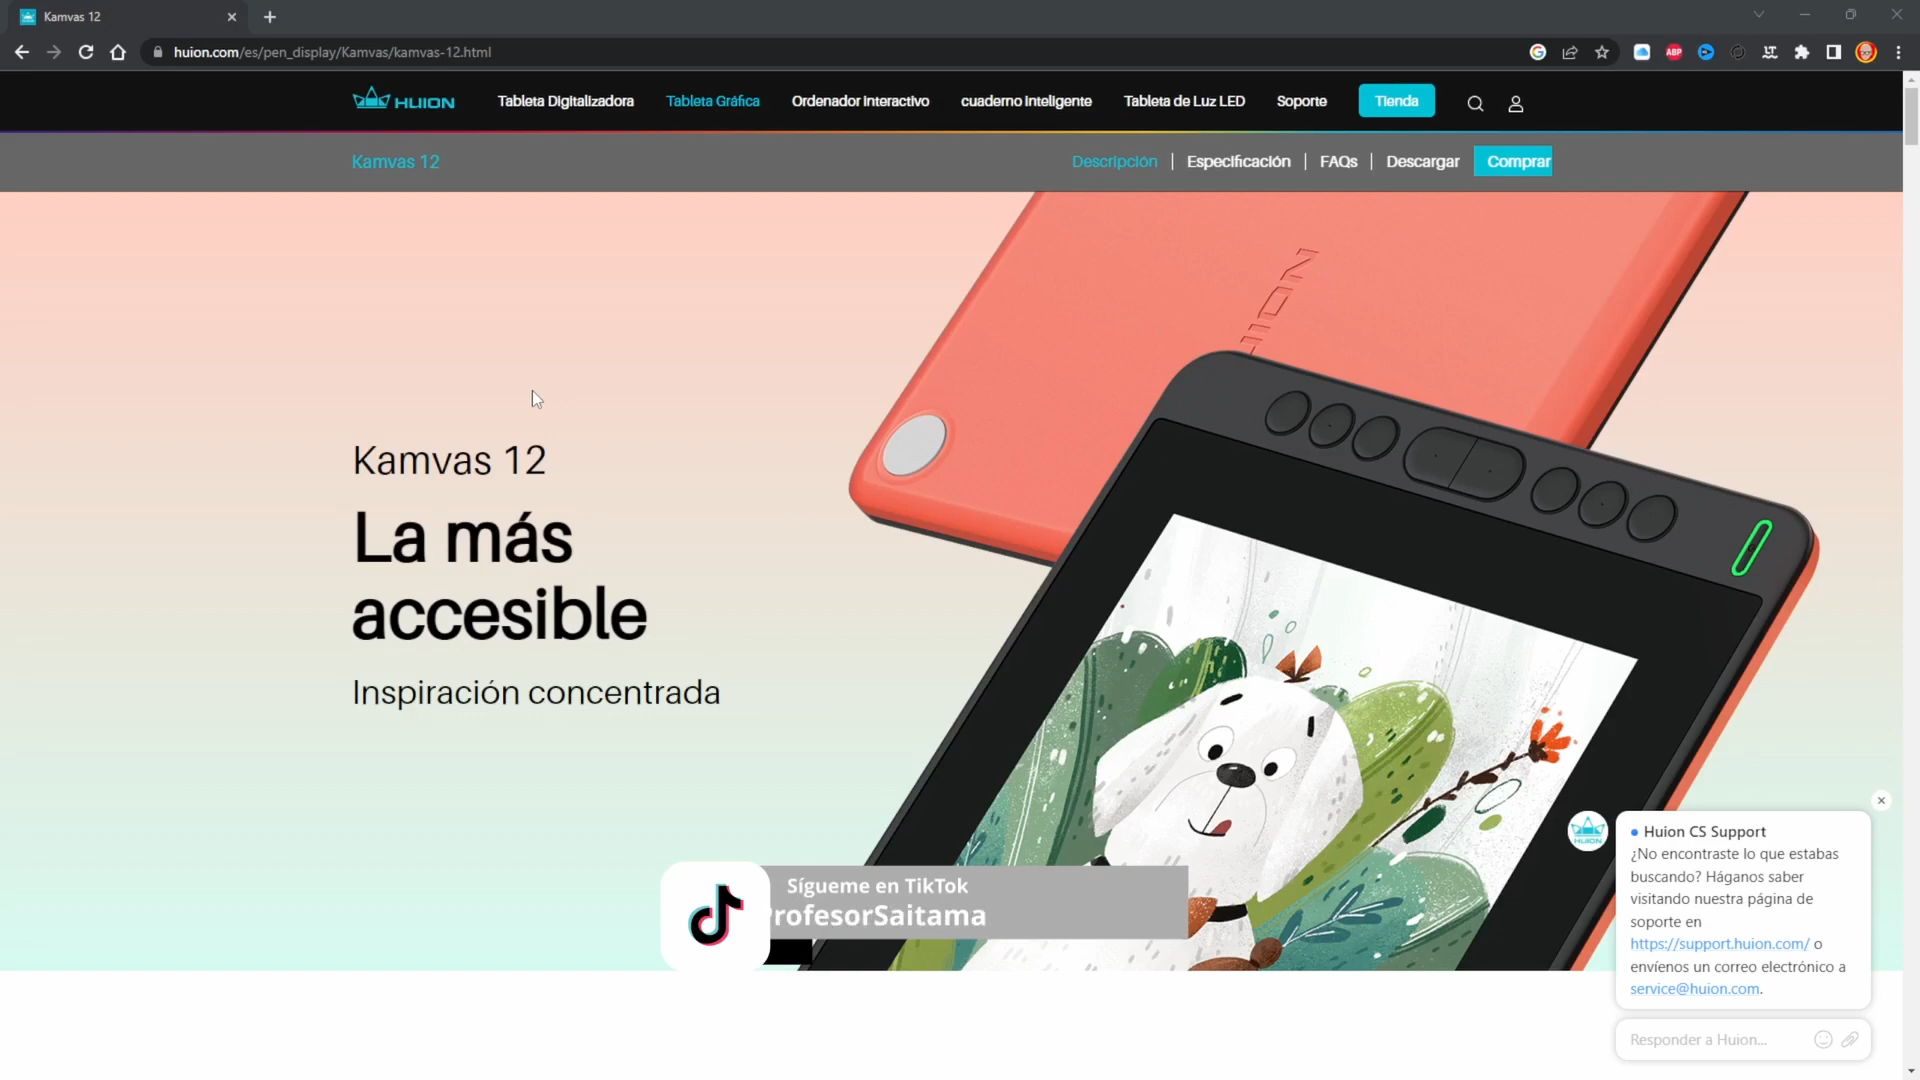 Kamvas 12
huion.com/es/pen_display/Kamvas/kamvas-12.html
ABP
HUION
Tableta Digitalizadora
Tableta Gráfica
Ordenador interactivo
cuaderno inteligente
Tableta de Luz LED
Soporte
Tienda
Kamvas 12
Descripción
Especificación
FAQs
Descargar
Comprar
HUION
Kamvas 12
La más
accesible
Inspiración concentrada
Sígueme en TikTok
rofesorSaitama
HUION
Huion CS Support
¿No encontraste lo que estabas
buscando? Háganos saber
visitando nuestra página de
soporte en
https://support.huion.com/ o
envíenos un correo electrónico a
service@huion.com.
Responder a Huion...